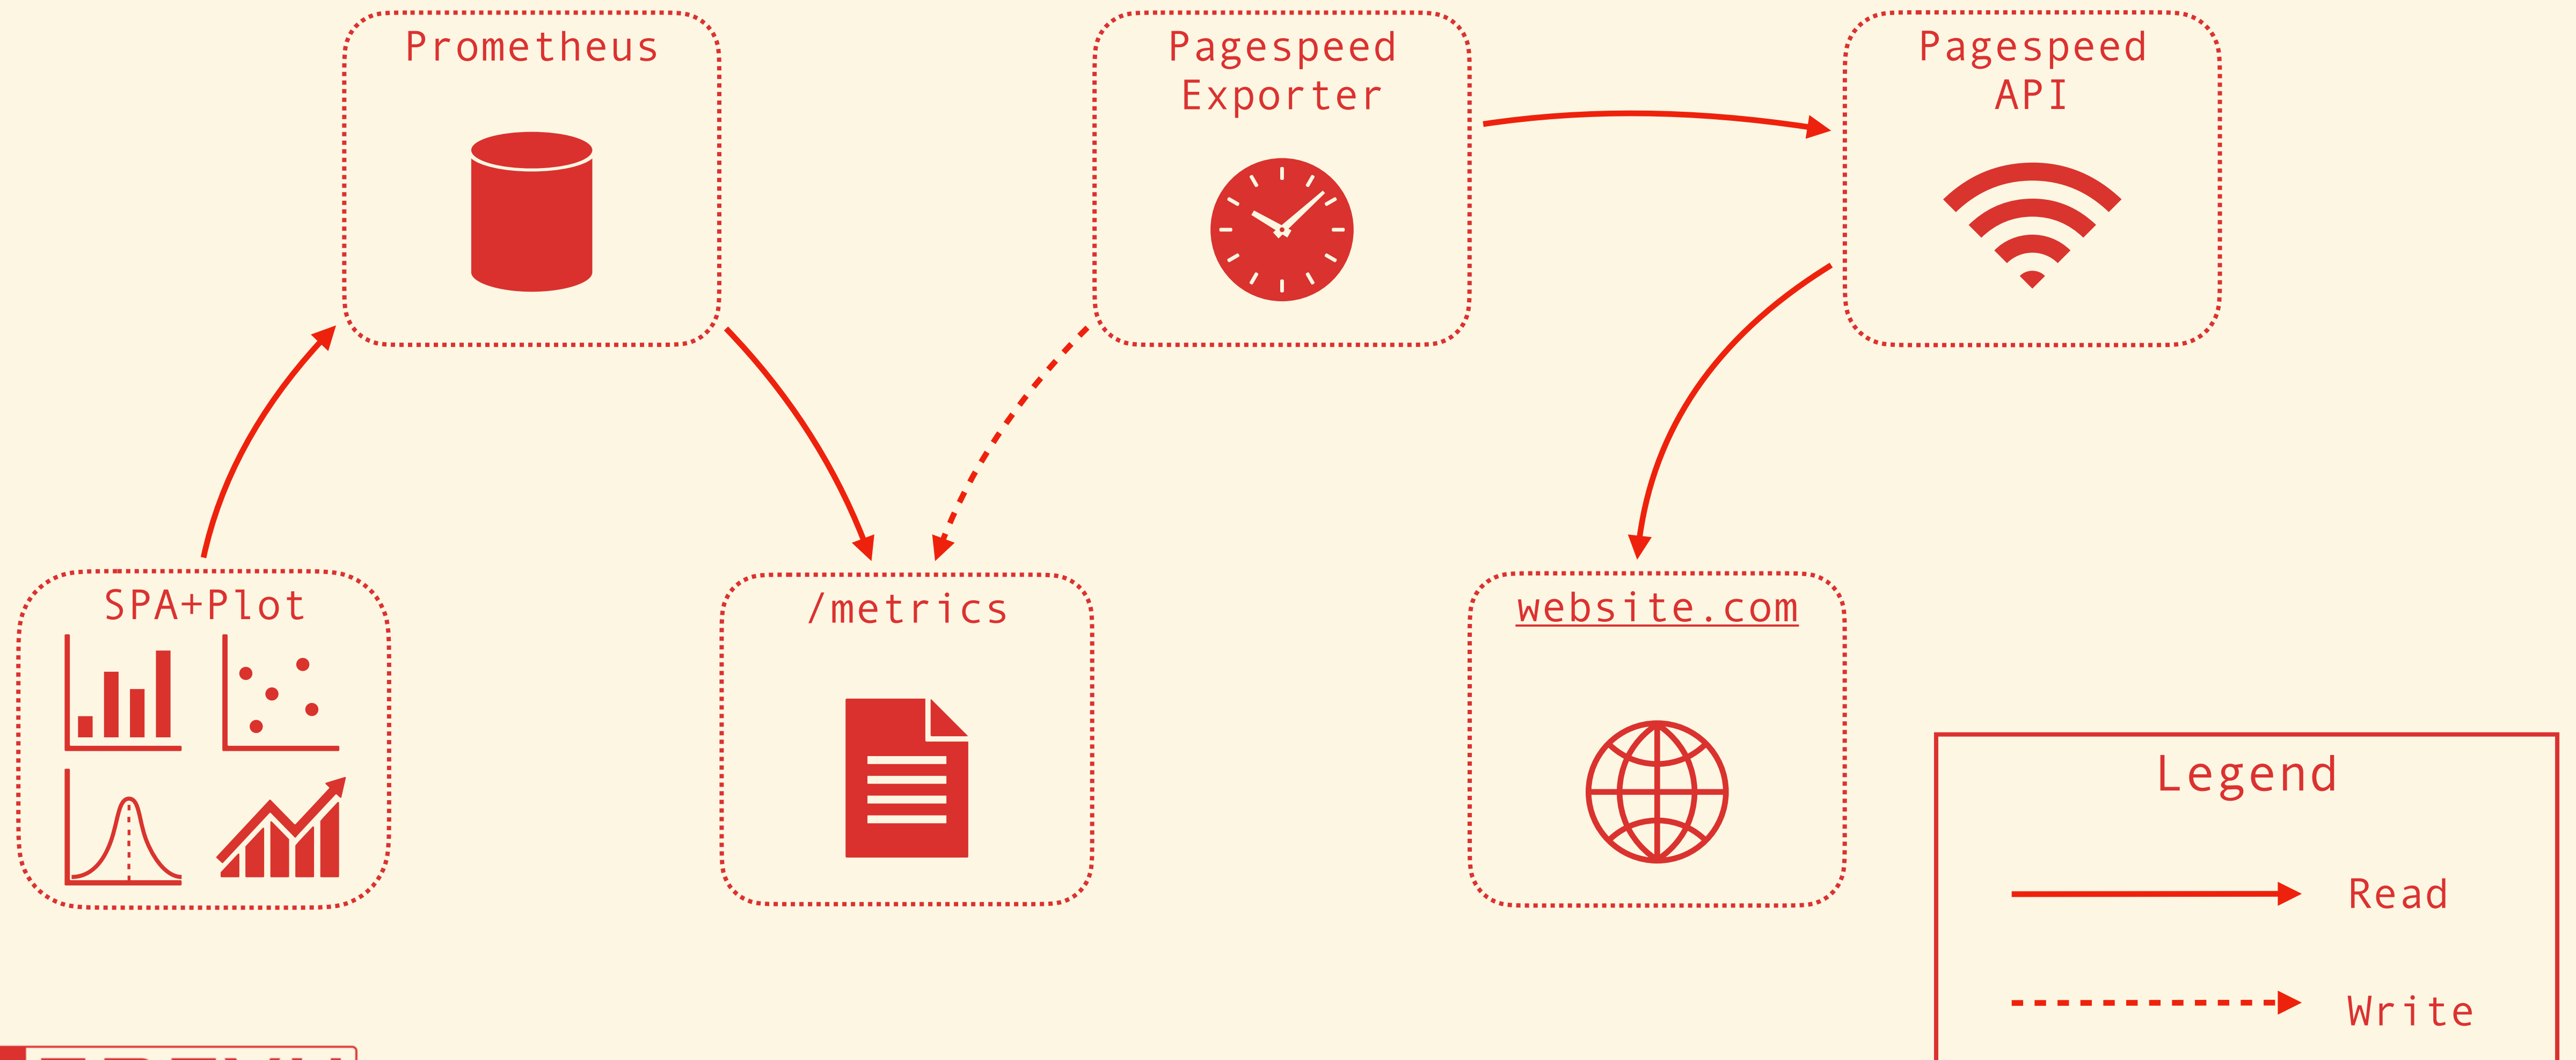 Prometheus
Pagespeed
Exporter
Pagespeed
API
SPA+Plot
/metrics
website.com
Legend
Read
Write